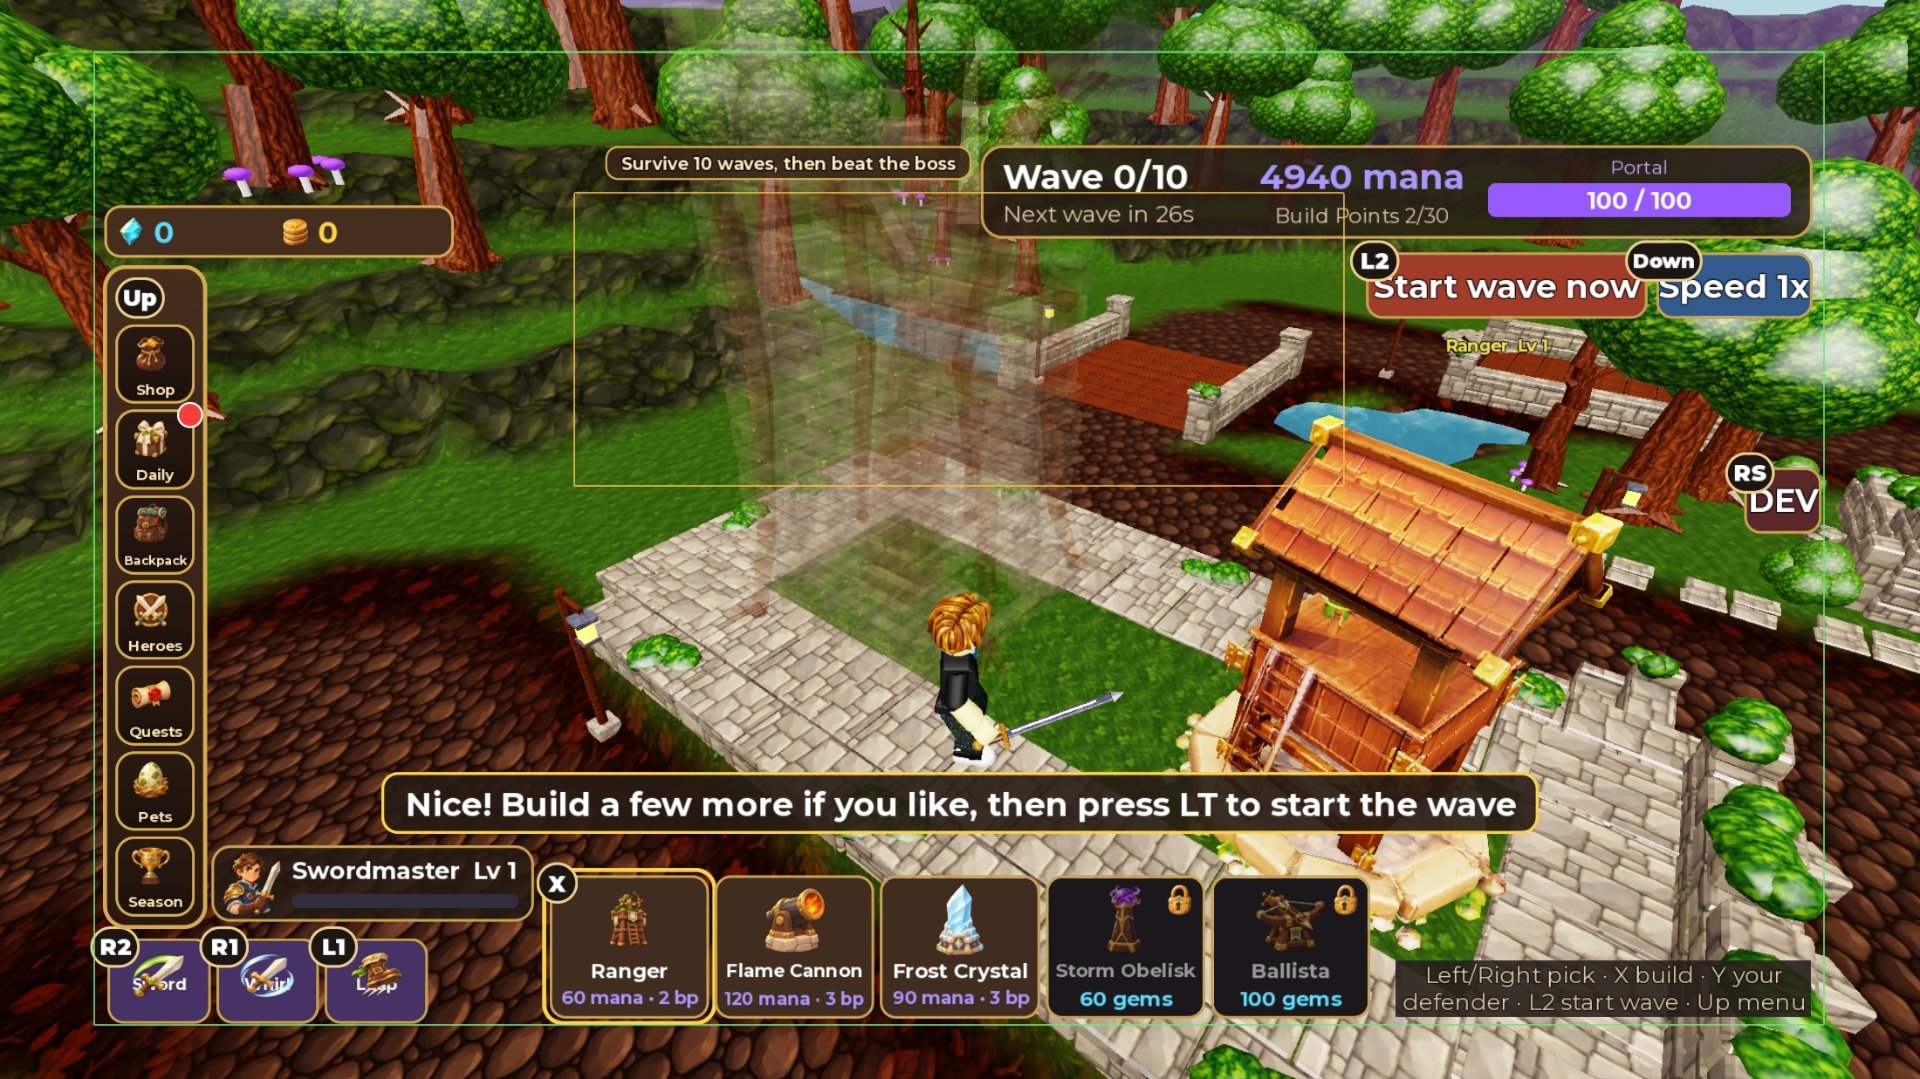 Survive 10 waves, then beat the boss
Wave 0/10
4940 mana
Portal
100 / 100
Next wave in 26s
Build Points 2/30
0
0
L2
Start wave now
Down
Speed 1x
Ranger Lv 1
Up
Shop
Daily
Backpack
Heroes
Quests
Pets
Season
RS
DEV
Nice! Build a few more if you like, then press LT to start the wave
Swordmaster Lv 1
R2
Sword
R1
Whirl
L1
X
Ranger
60 mana · 2 bp
Flame Cannon
120 mana · 3 bp
Frost Crystal
90 mana · 3 bp
Storm Obelisk
60 gems
Ballista
100 gems
Left/Right pick · X build · Y your
defender · L2 start wave · Up menu